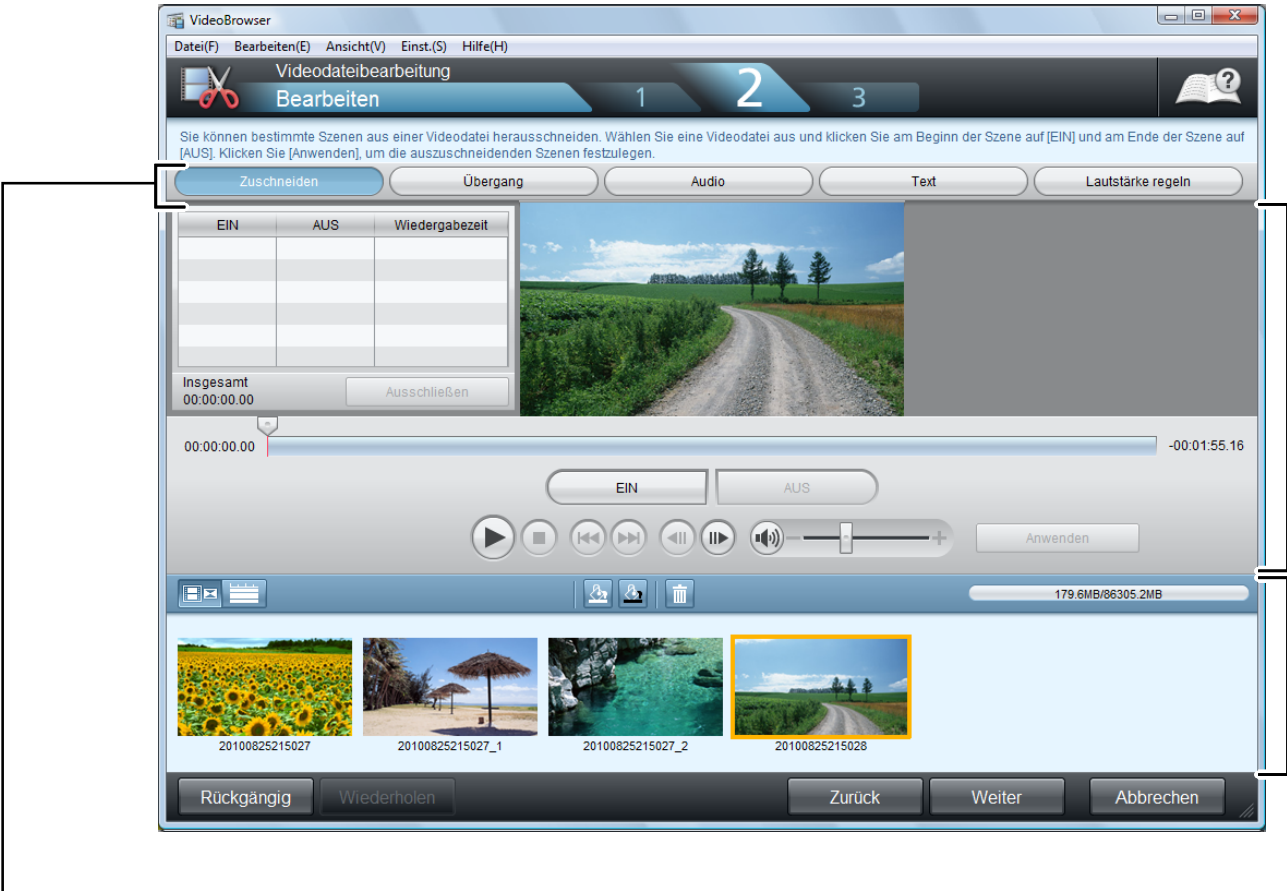 VideoBrowser
Datei(F) Bearbeiten(E) Ansicht(V) Einst.(S) Hilfe(H)
Videodateibearbeitung
Bearbeiten 1 2 3
?
Sie können bestimmte Szenen aus einer Videodatei herausschneiden. Wählen Sie eine Videodatei aus und klicken Sie am Beginn der Szene auf [EIN] und am Ende der Szene auf
[AUS]. Klicken Sie [Anwenden], um die auszuschneidenden Szenen festzulegen.
Zuschneiden Übergang Audio Text Lautstärke regeln
EIN AUS Wiedergabezeit
Insgesamt
00:00:00.00 Ausschließen
00:00:00.00 -00:01:55.16
EIN AUS
Anwenden
179.6MB/86305.2MB
20100825215027 20100825215027_1 20100825215027_2 20100825215028
Rückgängig Wiederholen Zurück Weiter Abbrechen